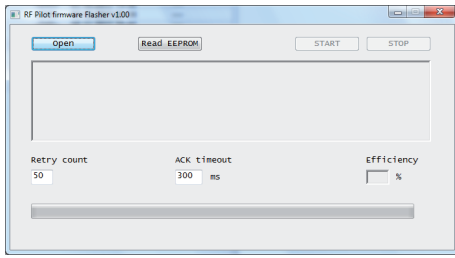 RF Pilot firmware Flasher v1.00
Open Read EEPROM START STOP
Retry count ACK timeout Efficiency
50 300 ms %